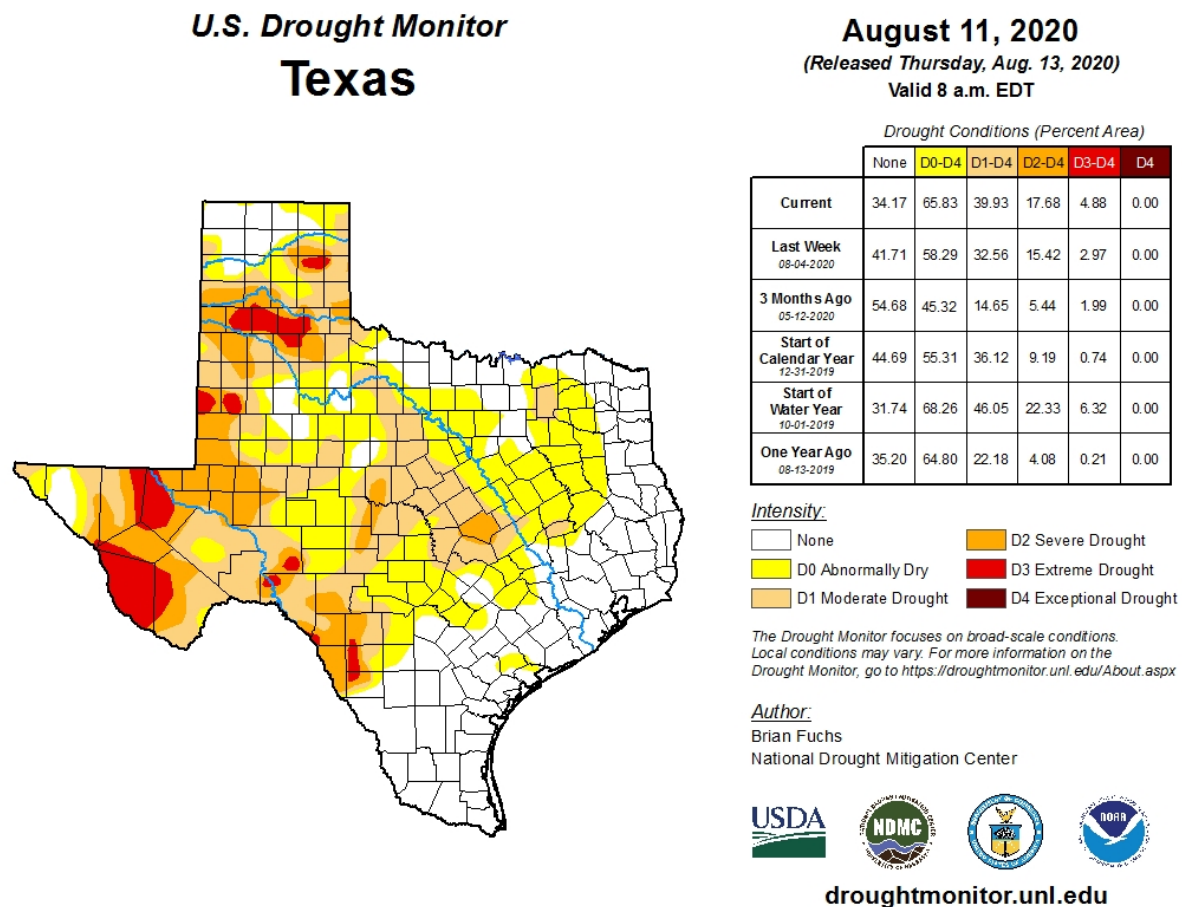 U.S. Drought Monitor
Texas
August 11, 2020
(Released Thursday, Aug. 13, 2020)
Valid 8 a.m. EDT
Drought Conditions (Percent Area)
None D0-D4 D1-D4 D2-D4 D3-D4 D4
Current 34.17 65.83 39.93 17.68 4.88 0.00
Last Week
08-04-2020 41.71 58.29 32.56 15.42 2.97 0.00
3 Months Ago
05-12-2020 54.68 45.32 14.65 5.44 1.99 0.00
Start of
Calendar Year
12-31-2019 44.69 55.31 36.12 9.19 0.74 0.00
Start of
Water Year
10-01-2019 31.74 68.26 46.05 22.33 6.32 0.00
One Year Ago
08-13-2019 35.20 64.80 22.18 4.08 0.21 0.00
Intensity:
None
D0 Abnormally Dry
D1 Moderate Drought
D2 Severe Drought
D3 Extreme Drought
D4 Exceptional Drought
The Drought Monitor focuses on broad-scale conditions.
Local conditions may vary. For more information on the
Drought Monitor, go to https://droughtmonitor.unl.edu/About.aspx
Author:
Brian Fuchs
National Drought Mitigation Center
USDA
NDMC
NOAA
droughtmonitor.unl.edu